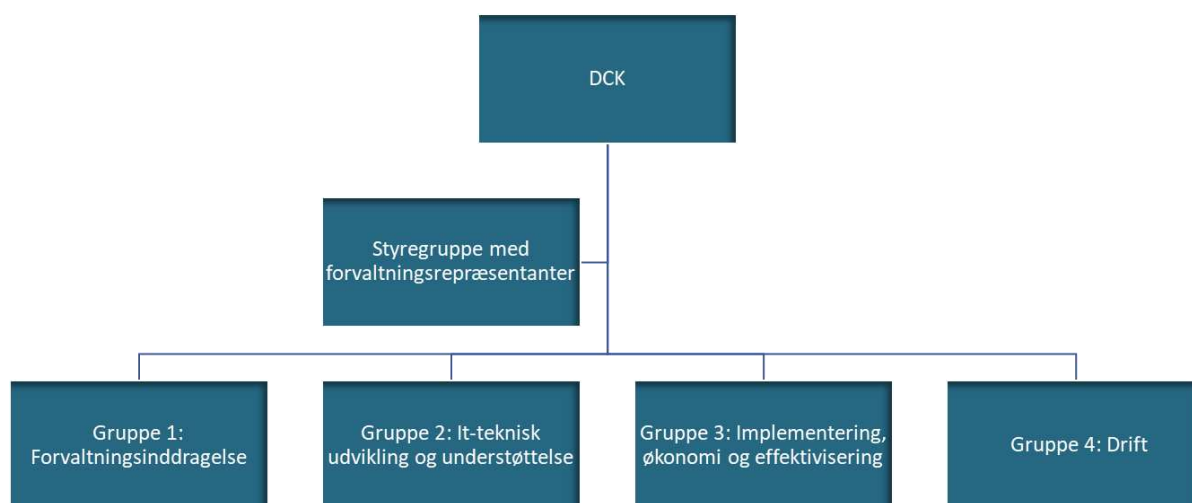 DCK
Styregruppe med
forvaltningsrepræsentanter
Gruppe 1:
Forvaltningsinddragelse
Gruppe 2: It-teknisk
udvikling og understøttelse
Gruppe 3: Implementering,
økonomi og effektivisering
Gruppe 4: Drift